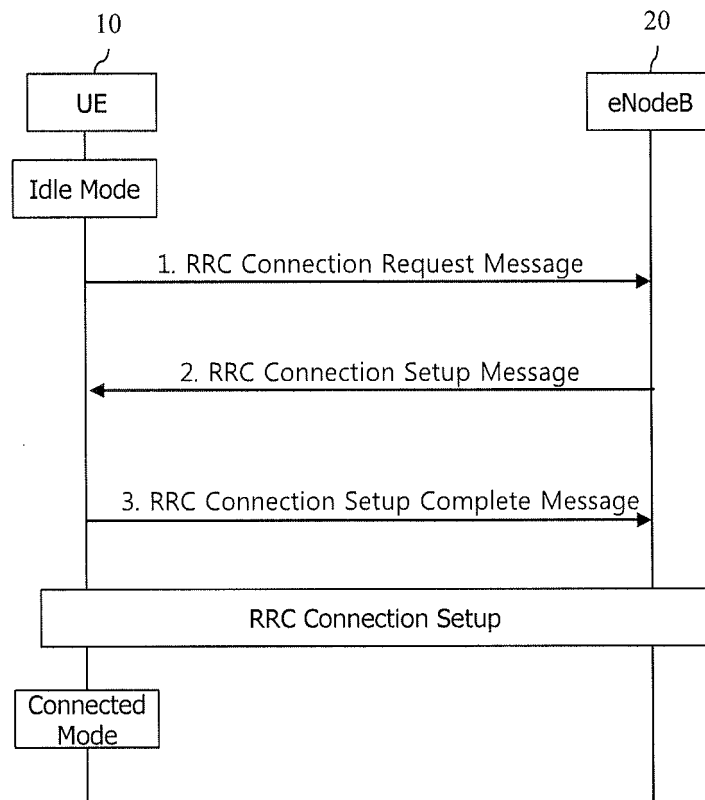 10
20
UE
eNodeB
Idle Mode
1. RRC Connection Request Message
2. RRC Connection Setup Message
3. RRC Connection Setup Complete Message
RRC Connection Setup
Connected
Mode